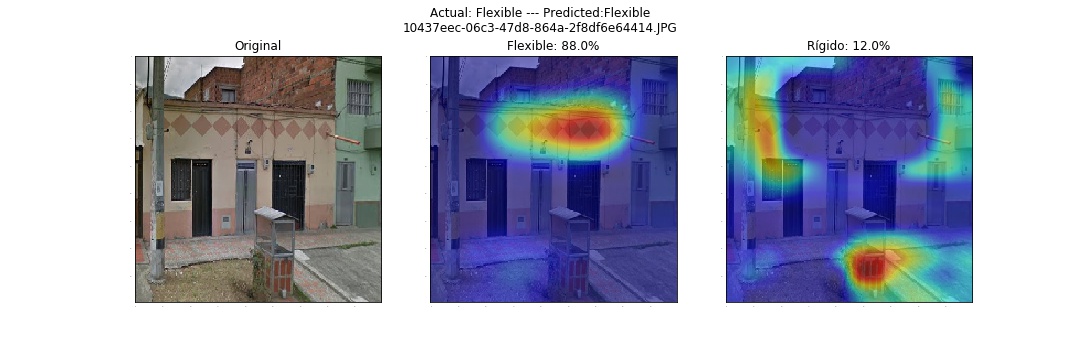 Actual: Flexible --- Predicted:Flexible
10437eec-06c3-47d8-864a-2f8df6e64414.JPG
Original
Flexible: 88.0%
Rígido: 12.0%